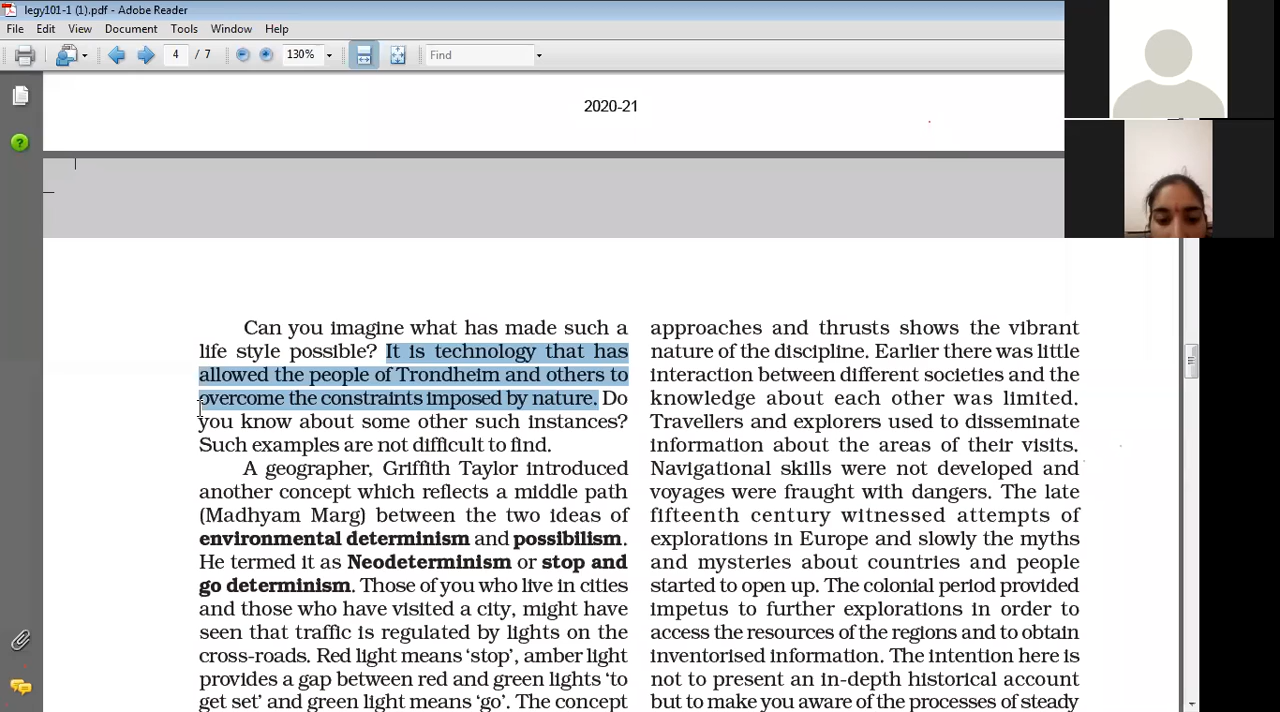 legy101-1 (1).pdf - Adobe Reader
File Edit View Document Tools Window Help
4 / 7 130% Find
2020-21
Can you imagine what has made such a
life style possible? It is technology that has
allowed the people of Trondheim and others to
overcome the constraints imposed by nature. Do
you know about some other such instances?
Such examples are not difficult to find.
A geographer, Griffith Taylor introduced
another concept which reflects a middle path
(Madhyam Marg) between the two ideas of
environmental determinism and possibilism.
He termed it as Neodeterminism or stop and
go determinism. Those of you who live in cities
and those who have visited a city, might have
seen that traffic is regulated by lights on the
cross-roads. Red light means ‘stop’, amber light
provides a gap between red and green lights ‘to
get set’ and green light means ‘go’. The concept
approaches and thrusts shows the vibrant
nature of the discipline. Earlier there was little
interaction between different societies and the
knowledge about each other was limited.
Travellers and explorers used to disseminate
information about the areas of their visits.
Navigational skills were not developed and
voyages were fraught with dangers. The late
fifteenth century witnessed attempts of
explorations in Europe and slowly the myths
and mysteries about countries and people
started to open up. The colonial period provided
impetus to further explorations in order to
access the resources of the regions and to obtain
inventorised information. The intention here is
not to present an in-depth historical account
but to make you aware of the processes of steady